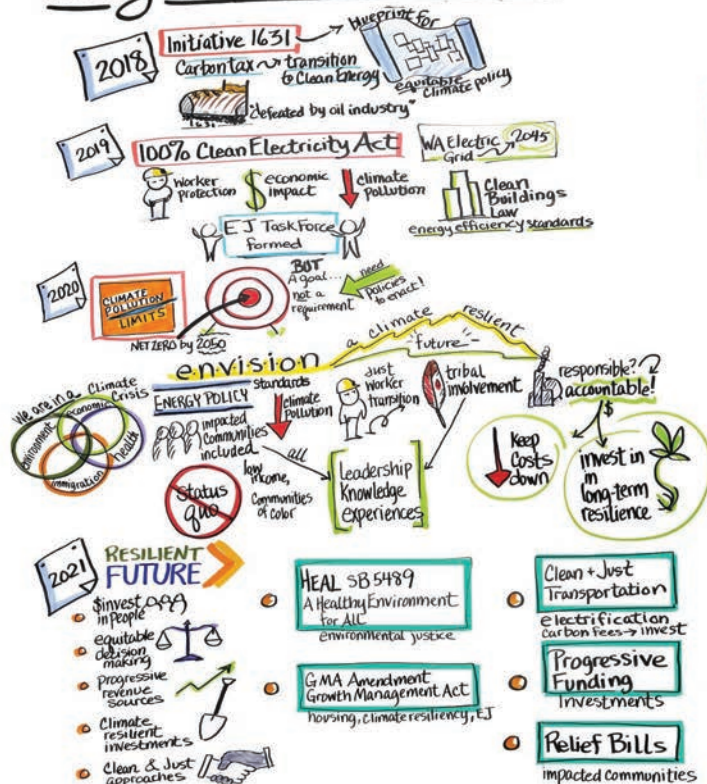 2018
Initiative 1631
Carbon tax
transition
to Clean Energy
blueprint for
equitable
climate policy
1631
"defeated by oil industry"
2019
100% Clean Electricity Act
WA Electric
Grid
2045
worker
protection
$ economic
impact
climate
pollution
Clean
Buildings
Law
energy efficiency standards
EJ Task Force
formed
2020
CLIMATE
POLLUTION
LIMITS
NET ZERO by 2050
BUT
A goal...
not a
requirement
need
policies
to enact!
envision
a climate reslient
future
We are in a Climate
Crisis
economic
environment
health
immigration
standards
ENERGY POLICY
climate
Pollution
impacted
communities
included
all
low
income,
Communities
of color
Status
quo
Just
worker
transition
tribal
involvement
Leadership
Knowledge
experiences
responsible?
accountable!
$
Keep
Costs
down
invest in
in
long-term
resilience
2021
RESILIENT
FUTURE
$invest
in People
equitable
decision
making
Progressive
revenue
sources
Climate
resilient
investments
Clean & Just
approaches
HEAL SB 5489
A Healthy Environment
for All
environmental justice
GMA Amendment
Growth Management Act
housing, climate resiliency, EJ
Clean + Just
Transportation
electrification
carbon fees → invest
Progressive
Funding
Investments
Relief Bills
impacted communities